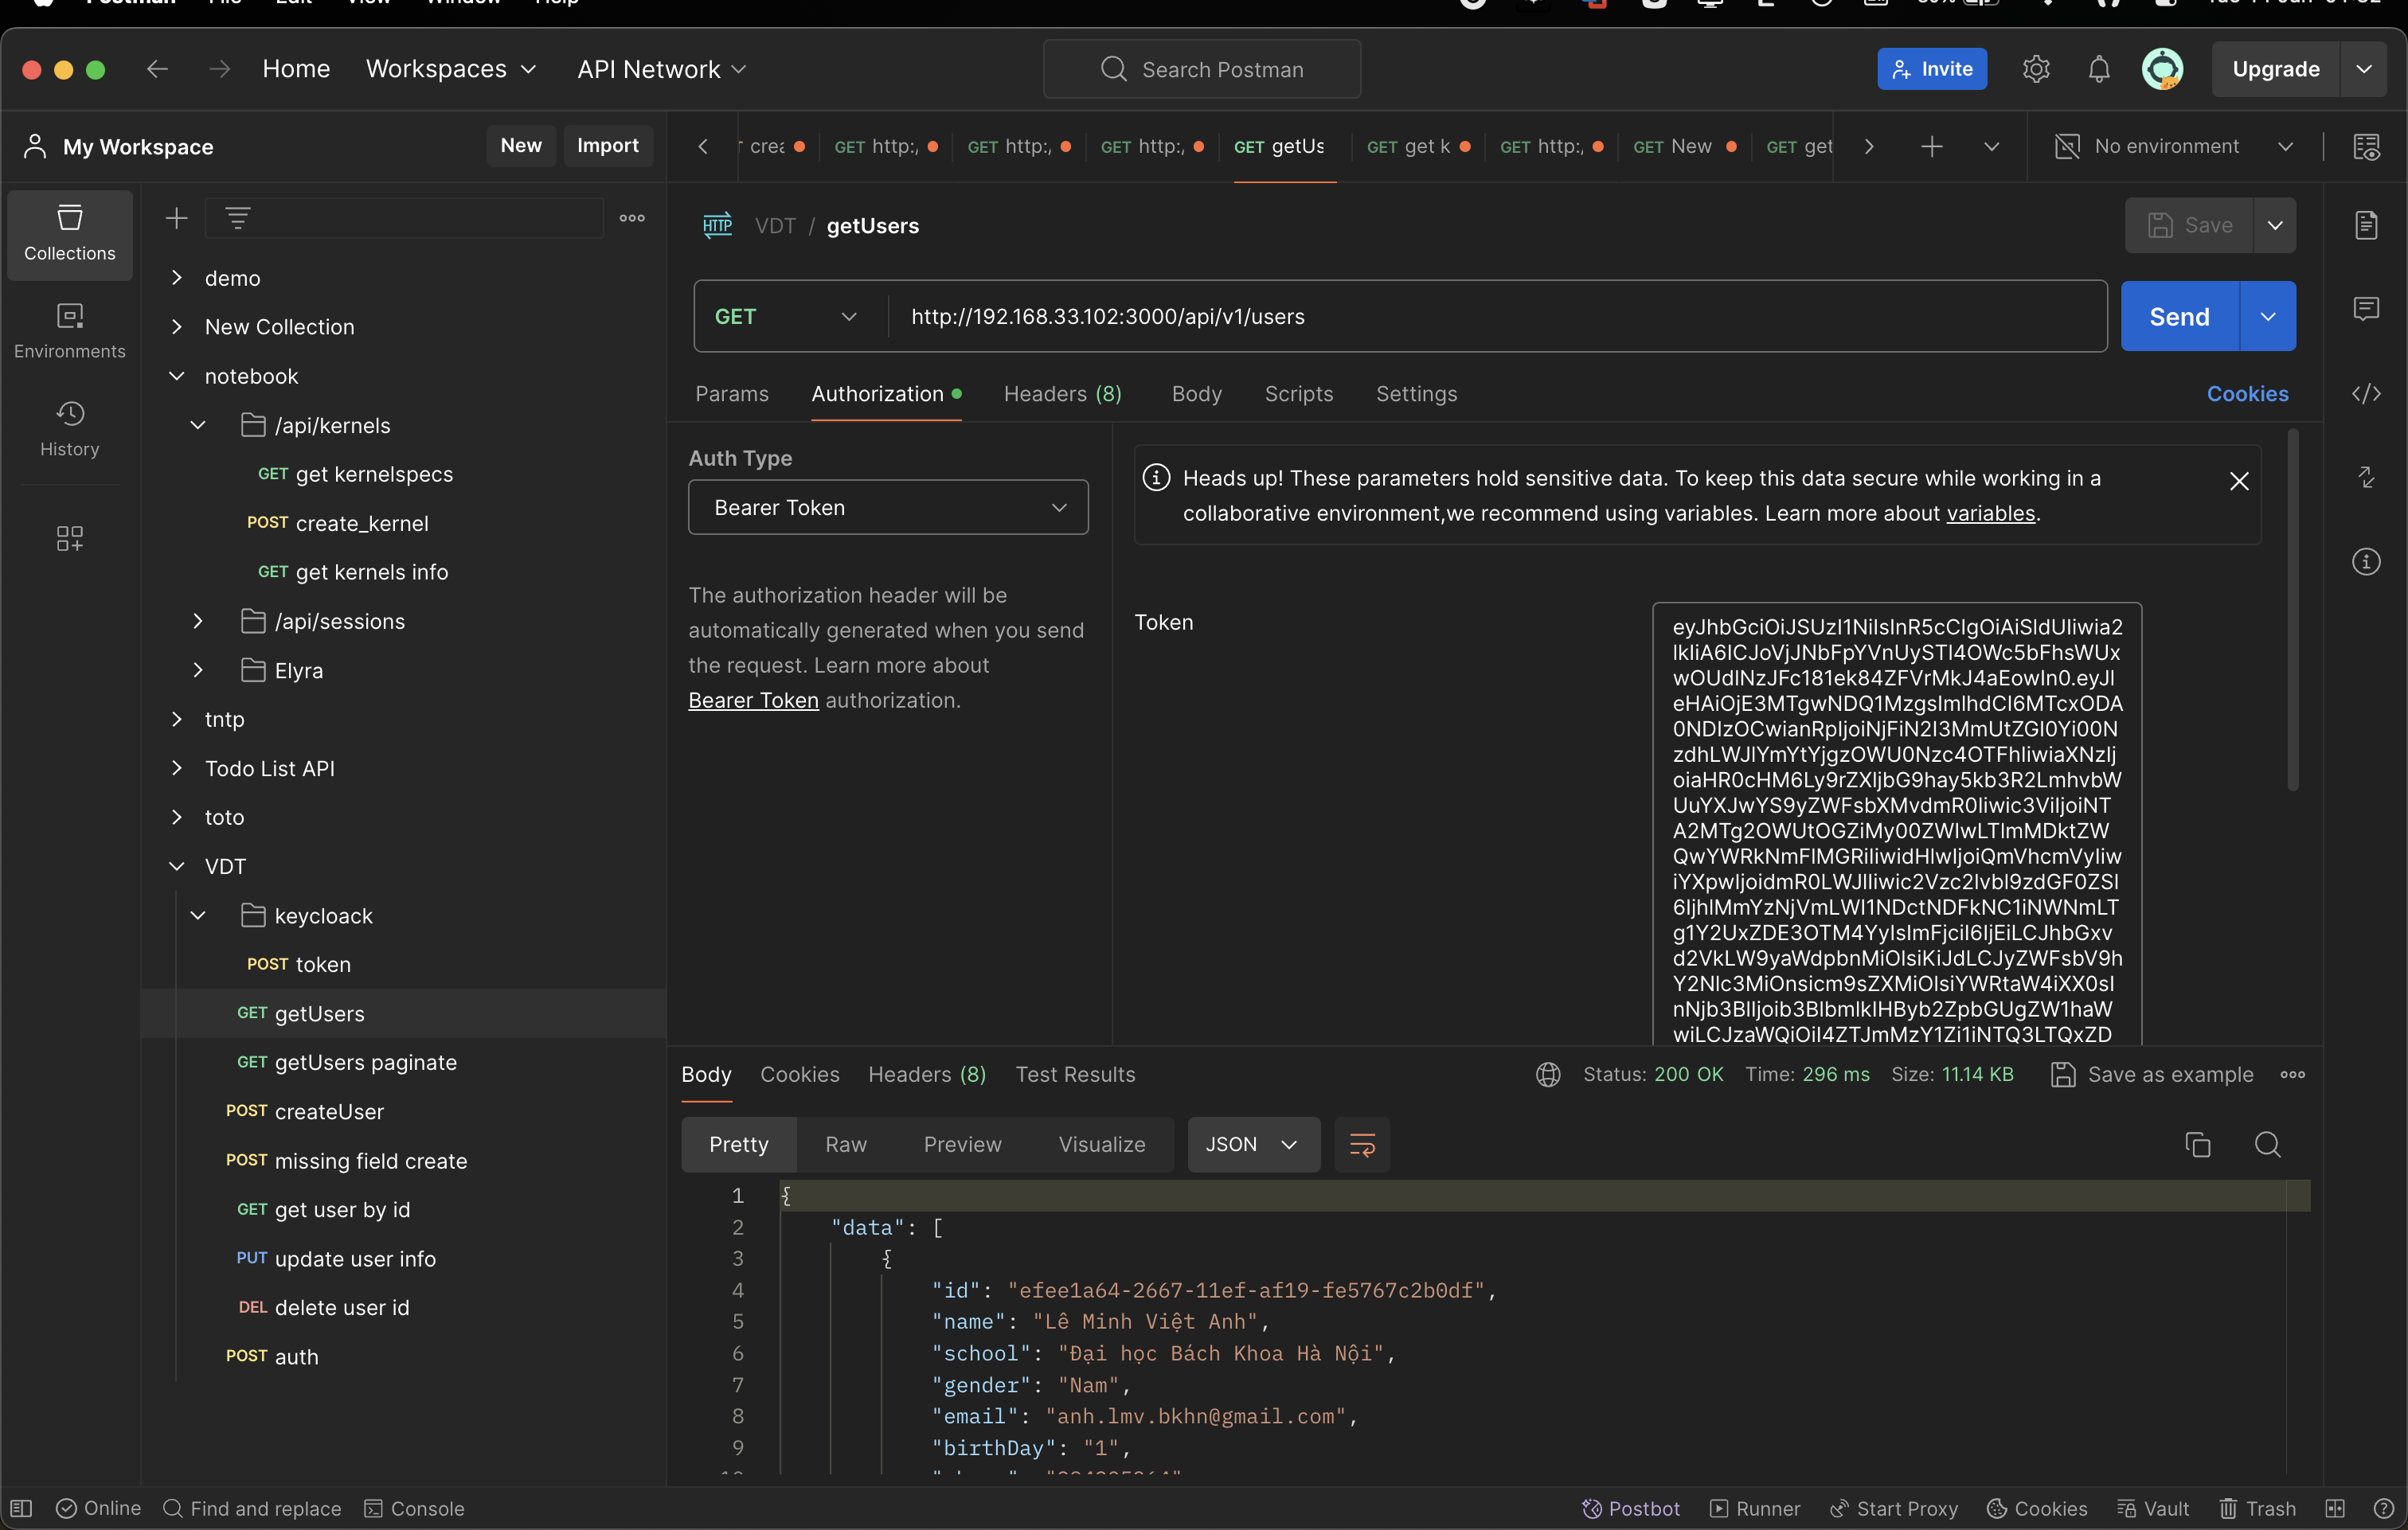 Home
Workspaces
API Network
Search Postman
Invite
Upgrade
My Workspace
New
Import
GET http:,
GET http:,
GET http:,
GET getUs
GET get k
GET http:,
GET New
GET get
No environment
Collections
Environments
History
demo
New Collection
notebook
/api/kernels
GET get kernelspecs
POST create_kernel
GET get kernels info
/api/sessions
Elyra
tntp
Todo List API
toto
VDT
keycloack
POST token
GET getUsers
GET getUsers paginate
POST createUser
POST missing field create
GET get user by id
PUT update user info
DEL delete user id
POST auth
HTTP VDT / getUsers
Save
GET http://192.168.33.102:3000/api/v1/users
Send
Params Authorization Headers (8) Body Scripts Settings
Cookies
Auth Type
Bearer Token
The authorization header will be
automatically generated when you send
the request. Learn more about
Bearer Token authorization.
Heads up! These parameters hold sensitive data. To keep this data secure while working in a
collaborative environment,we recommend using variables. Learn more about variables.
Token
Body Cookies Headers (8) Test Results
Status: 200 OK Time: 296 ms Size: 11.14 KB
Save as example
Pretty Raw Preview Visualize JSON
1 {
2 "data": [
3 {
4 "id": "efee1a64-2667-11ef-af19-fe5767c2b0df",
5 "name": "Lê Minh Việt Anh",
6 "school": "Đại học Bách Khoa Hà Nội",
7 "gender": "Nam",
8 "email": "anh.lmv.bkhn@gmail.com",
9 "birthDay": "1",
Online
Find and replace
Console
Postbot
Runner
Start Proxy
Cookies
Vault
Trash